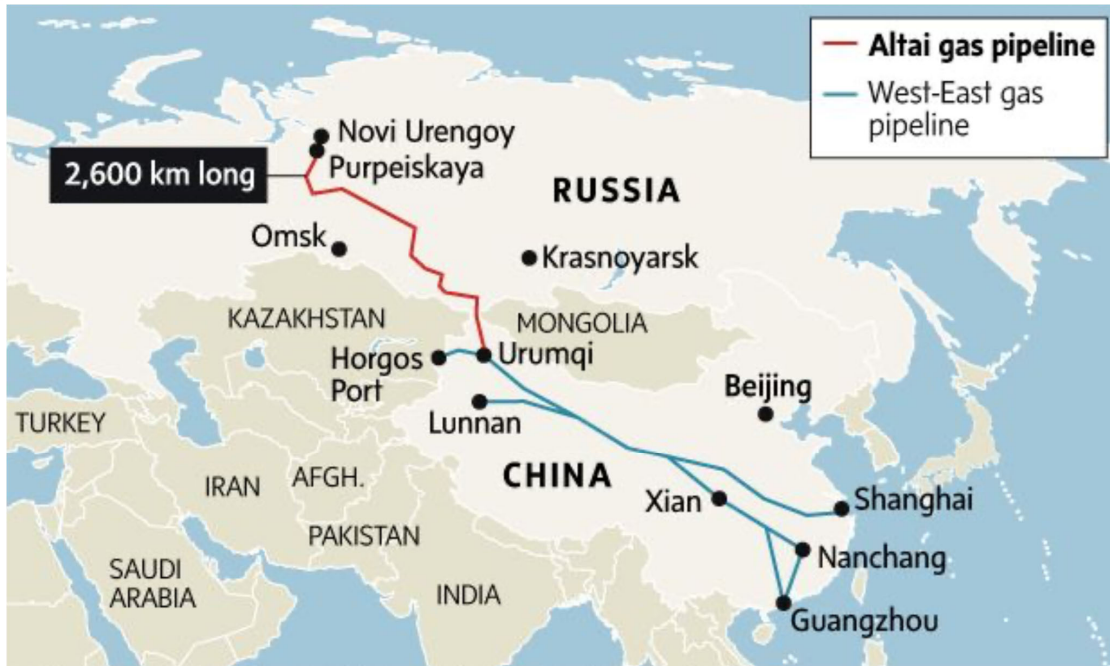 Altai gas pipeline
West-East gas
pipeline
Novi Urengoy
Purpeiskaya
2,600 km long
RUSSIA
Omsk
Krasnoyarsk
KAZAKHSTAN
MONGOLIA
Horgos
Port
Urumqi
Beijing
TURKEY
Lunnan
IRAN
AFGH.
CHINA
Xian
Shanghai
PAKISTAN
Nanchang
SAUDI
ARABIA
INDIA
Guangzhou